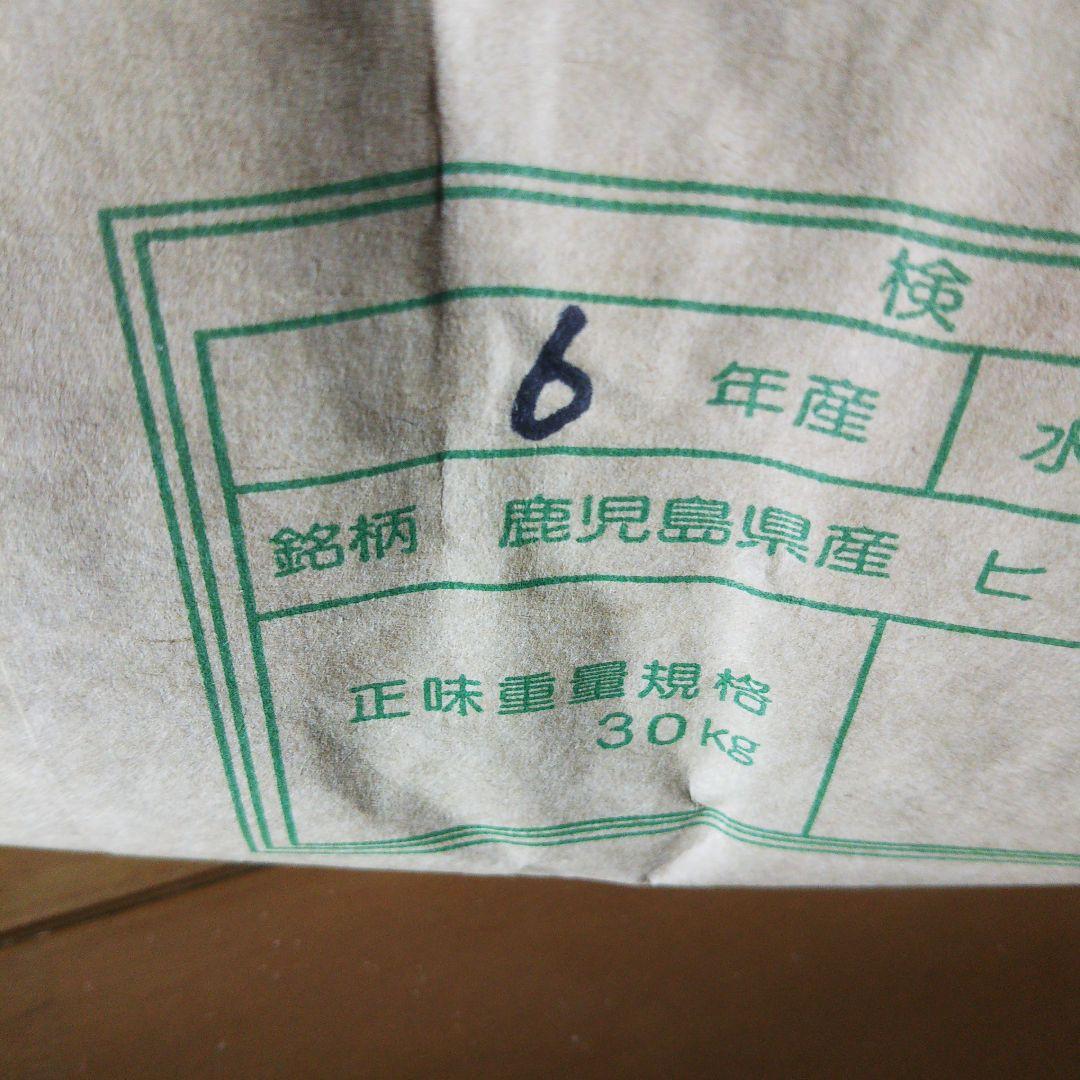 検
6 年産 水
銘柄 鹿児島県産 ヒ
正味重量規格
30kg